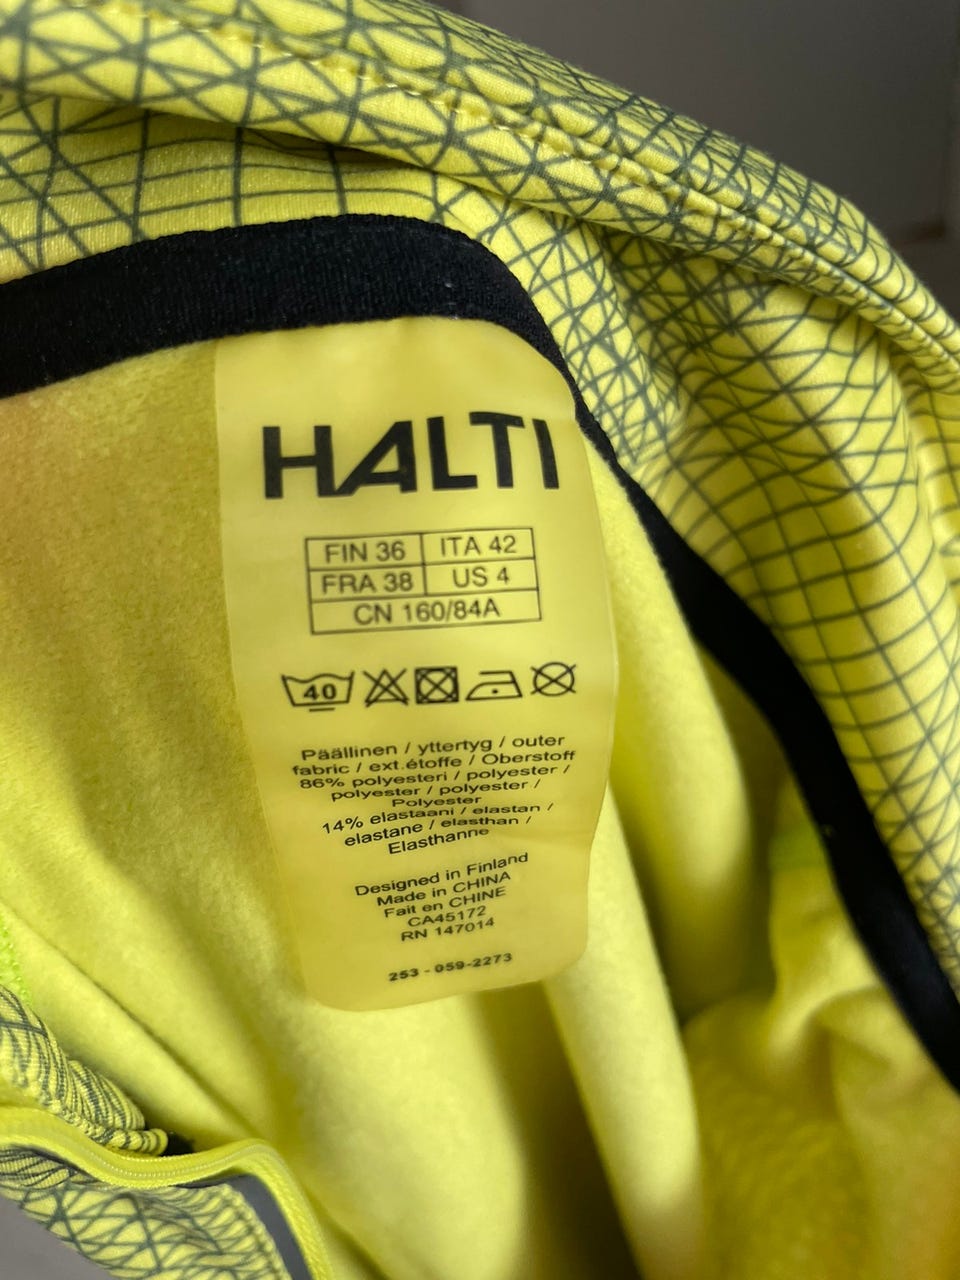 HALTI
FIN 36 ITA 42
FRA 38 US 4
CN 160/84A
40
Päällinen / yttertyg / outer
fabric / ext.étoffe / Oberstoff
86% polyesteri / polyester /
polyester / polyester /
Polyester
14% elastaani / elastan /
elastane / elasthan /
Elasthanne
Designed in Finland
Made in CHINA
Fait en CHINE
CA45172
RN 147014
253 - 059-2273